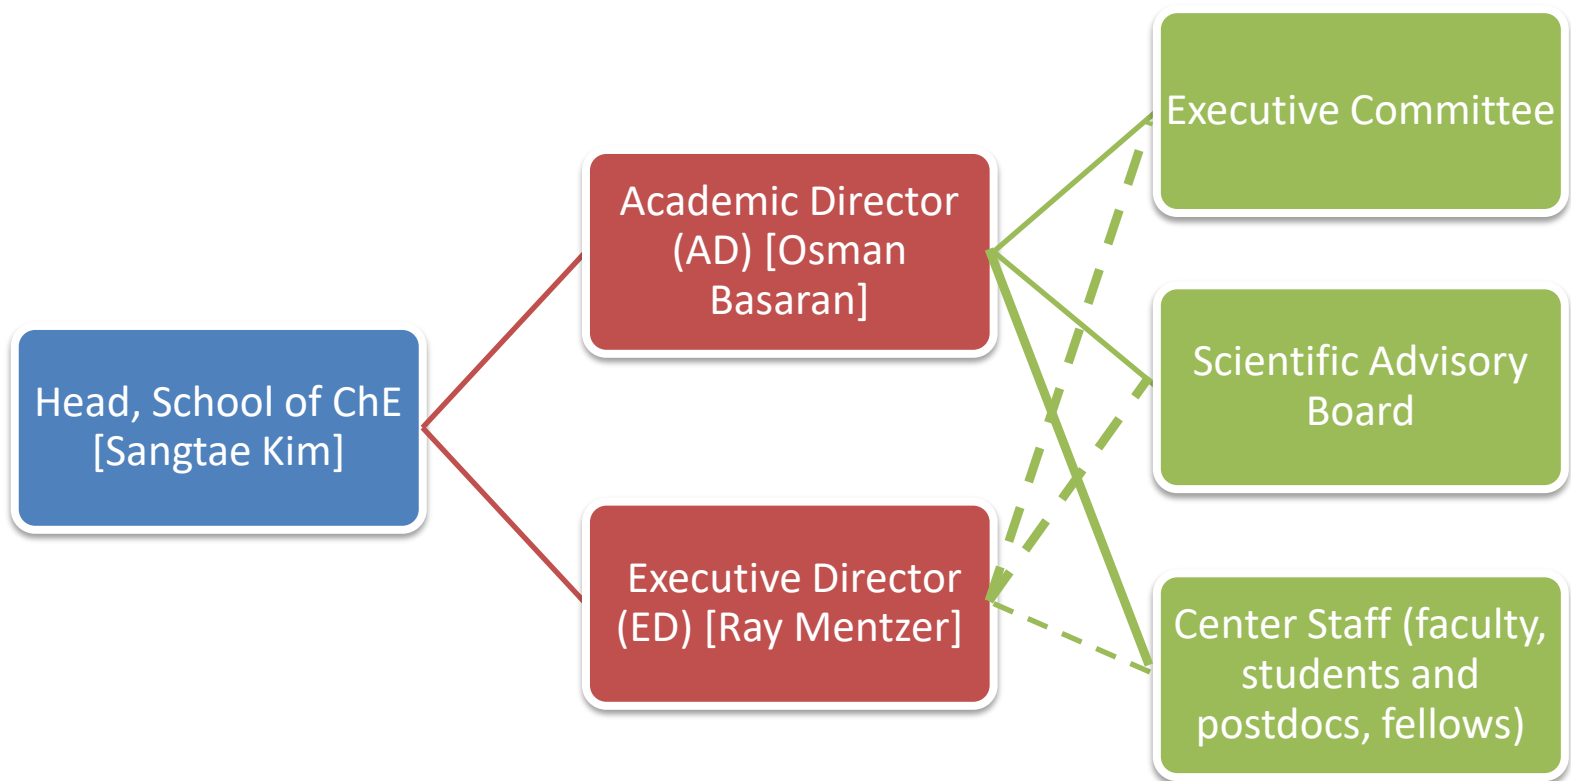 Head, School of ChE
[Sangtae Kim]
Academic Director
(AD) [Osman
Basaran]
Executive Director
(ED) [Ray Mentzer]
Executive Committee
Scientific Advisory
Board
Center Staff (faculty,
students and
postdocs, fellows)